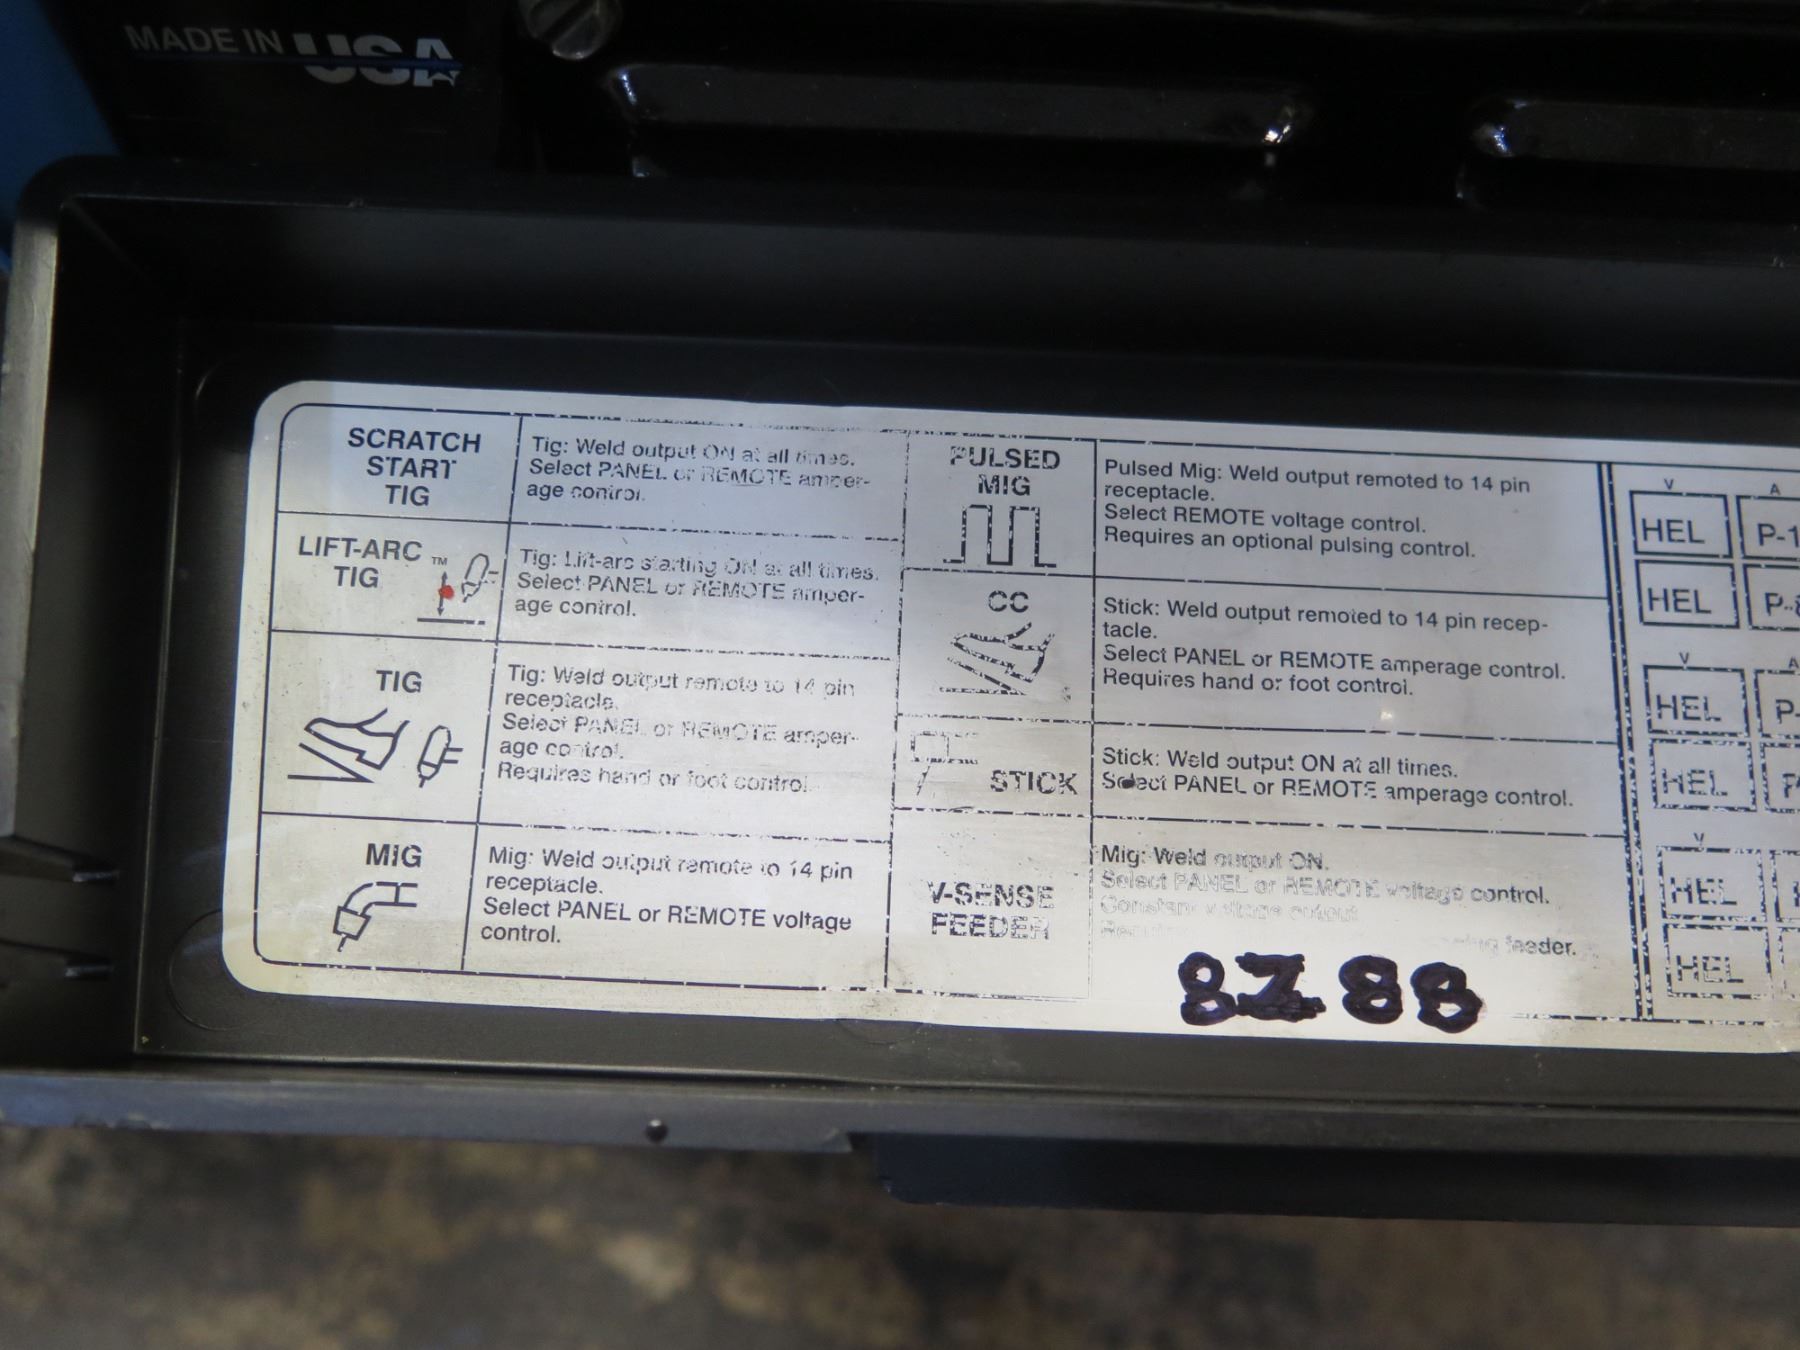 MADE IN USA
SCRATCH
START
TIG
Tig: Weld output ON at all times.
Select PANEL or REMOTE amper-
age control.
LIFT-ARC ™
TIG
Tig: Lift-arc starting ON at all times.
Select PANEL or REMOTE amper-
age control.
TIG
Tig: Weld output remote to 14 pin
receptacle.
Select PANEL or REMOTE amper-
age control.
Requires hand or foot control.
MIG
Mig: Weld output remote to 14 pin
receptacle.
Select PANEL or REMOTE voltage
control.
PULSED
MIG
Pulsed Mig: Weld output remoted to 14 pin
receptacle.
Select REMOTE voltage control.
Requires an optional pulsing control.
CC
Stick: Weld output remoted to 14 pin recep-
tacle.
Select PANEL or REMOTE amperage control.
Requires hand or foot control.
STICK
Stick: Weld output ON at all times.
Select PANEL or REMOTE amperage control.
V-SENSE
FEEDER
Mig: Weld output ON.
Select PANEL or REMOTE voltage control.
Constant voltage output
feeder.
8288
V A
HEL P-1
HEL P-8
V A
HEL P-
HEL P
V
HEL
HEL